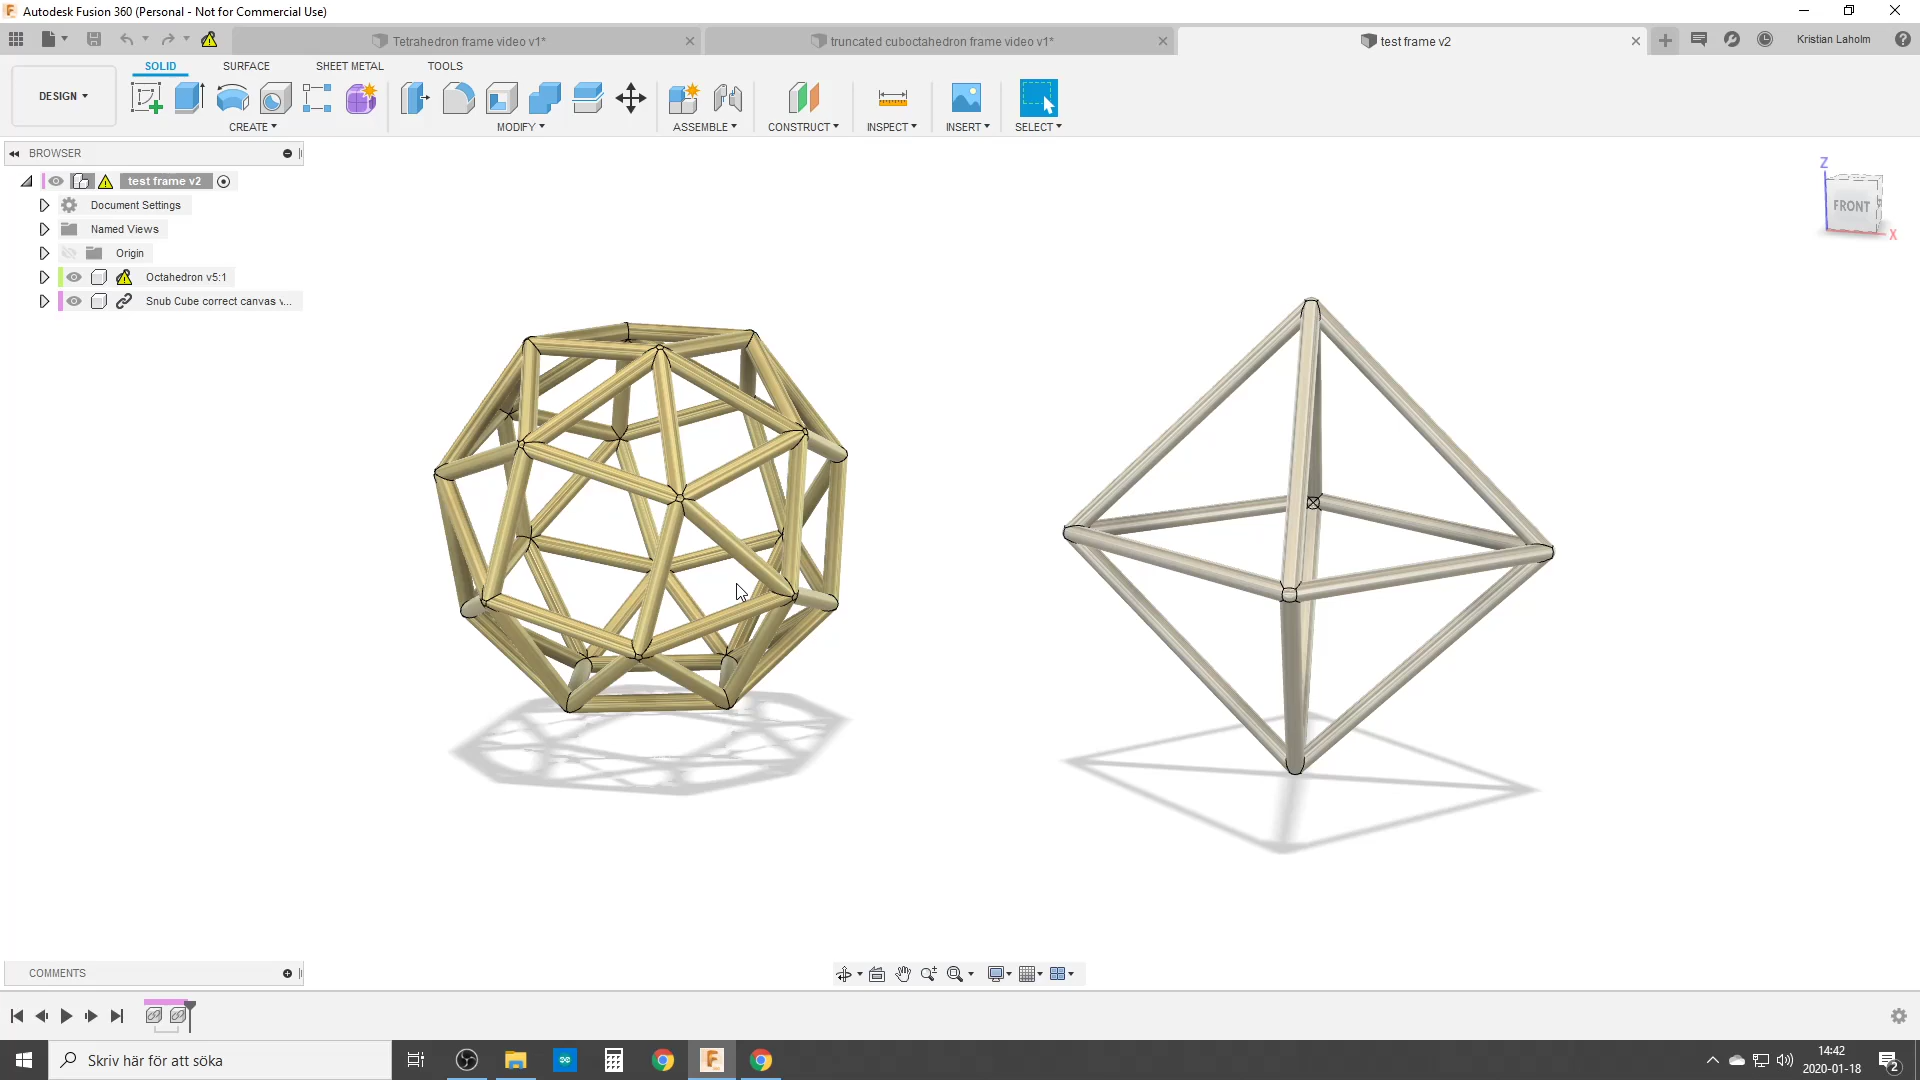 Autodesk Fusion 360 (Personal - Not for Commercial Use)
Tetrahedron frame video v1*
truncated cuboctahedron frame video v1*
test frame v2
Kristian Laholm
DESIGN
SOLID
SURFACE
SHEET METAL
TOOLS
CREATE
MODIFY
ASSEMBLE
CONSTRUCT
INSPECT
INSERT
SELECT
BROWSER
test frame v2
Document Settings
Named Views
Origin
Octahedron v5:1
Snub Cube correct canvas v...
Z
FRONT
X
COMMENTS
Skriv här för att söka
14:42
2020-01-18
2